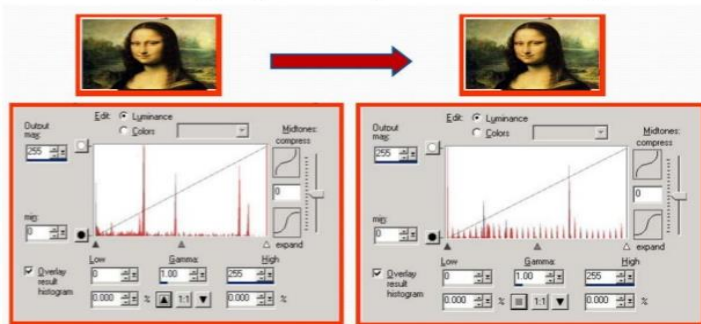 Edit: Luminance
Colors
Output max:
255
Midtones:
compress
0
min:
0
expand
Low
Gamma:
High
Overlay result histogram
0
1.00
255
0.000 %
1:1
0.000 %
Edit: Luminance
Colors
Output max:
255
Midtones:
compress
0
min:
0
expand
Low
Gamma:
High
Overlay result histogram
0
1.00
255
0.000 %
1:1
0.000 %